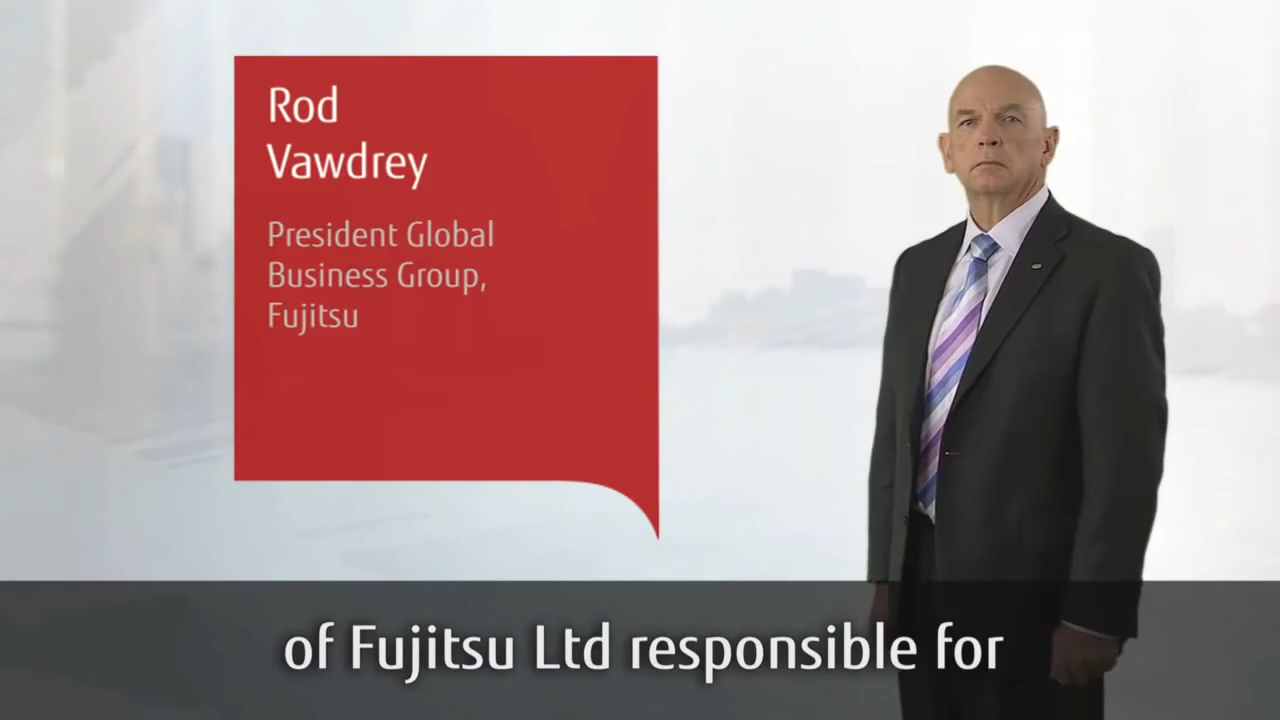 Rod
Vawdrey
President Global
Business Group,
Fujitsu
of Fujitsu Ltd responsible for